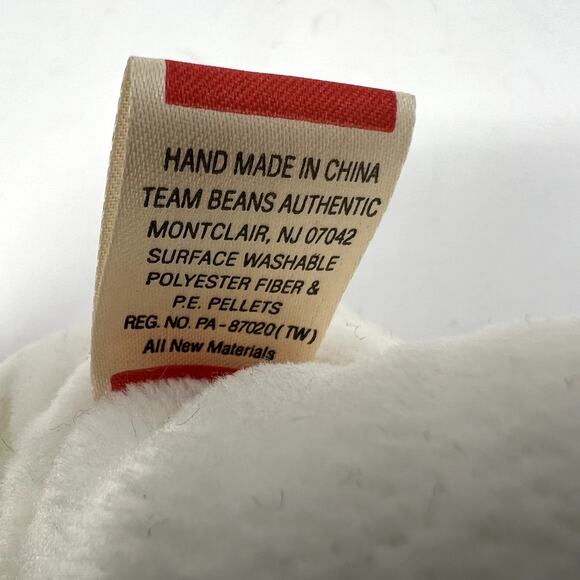 HAND MADE IN CHINA
TEAM BEANS AUTHENTIC
MONTCLAIR, NJ 07042
SURFACE WASHABLE
POLYESTER FIBER &
P.E. PELLETS
REG. NO. PA-87020(TW)
All New Materials